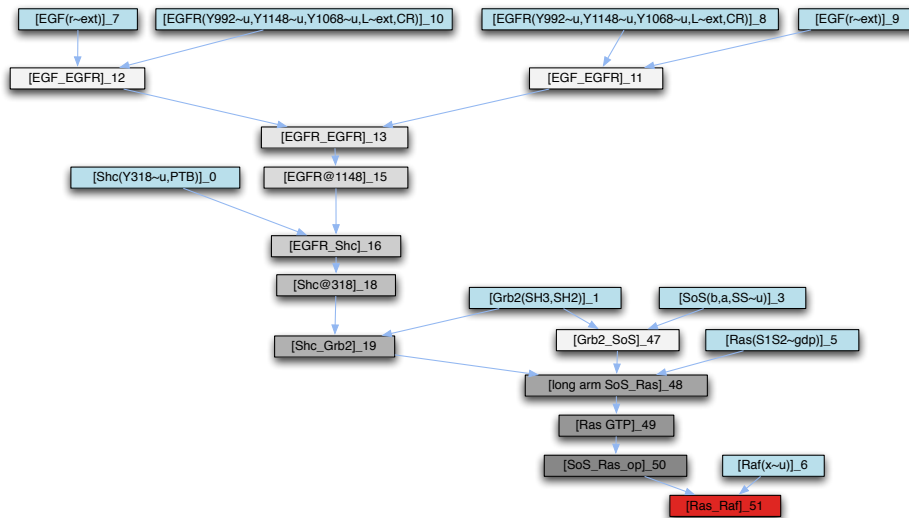 [EGF(r~ext)]_7
[EGFR(Y992~u,Y1148~u,Y1068~u,L~ext,CR)]_10
[EGFR(Y992~u,Y1148~u,Y1068~u,L~ext,CR)]_8
[EGF(r~ext)]_9
[EGF_EGFR]_12
[EGF_EGFR]_11
[EGFR_EGFR]_13
[Shc(Y318~u,PTB)]_0
[EGFR@1148]_15
[EGFR_Shc]_16
[Shc@318]_18
[Grb2(SH3,SH2)]_1
[SoS(b,a,SS~u)]_3
[Shc_Grb2]_19
[Grb2_SoS]_47
[Ras(S1S2~gdp)]_5
[long arm SoS_Ras]_48
[Ras GTP]_49
[SoS_Ras_op]_50
[Raf(x~u)]_6
[Ras_Raf]_51